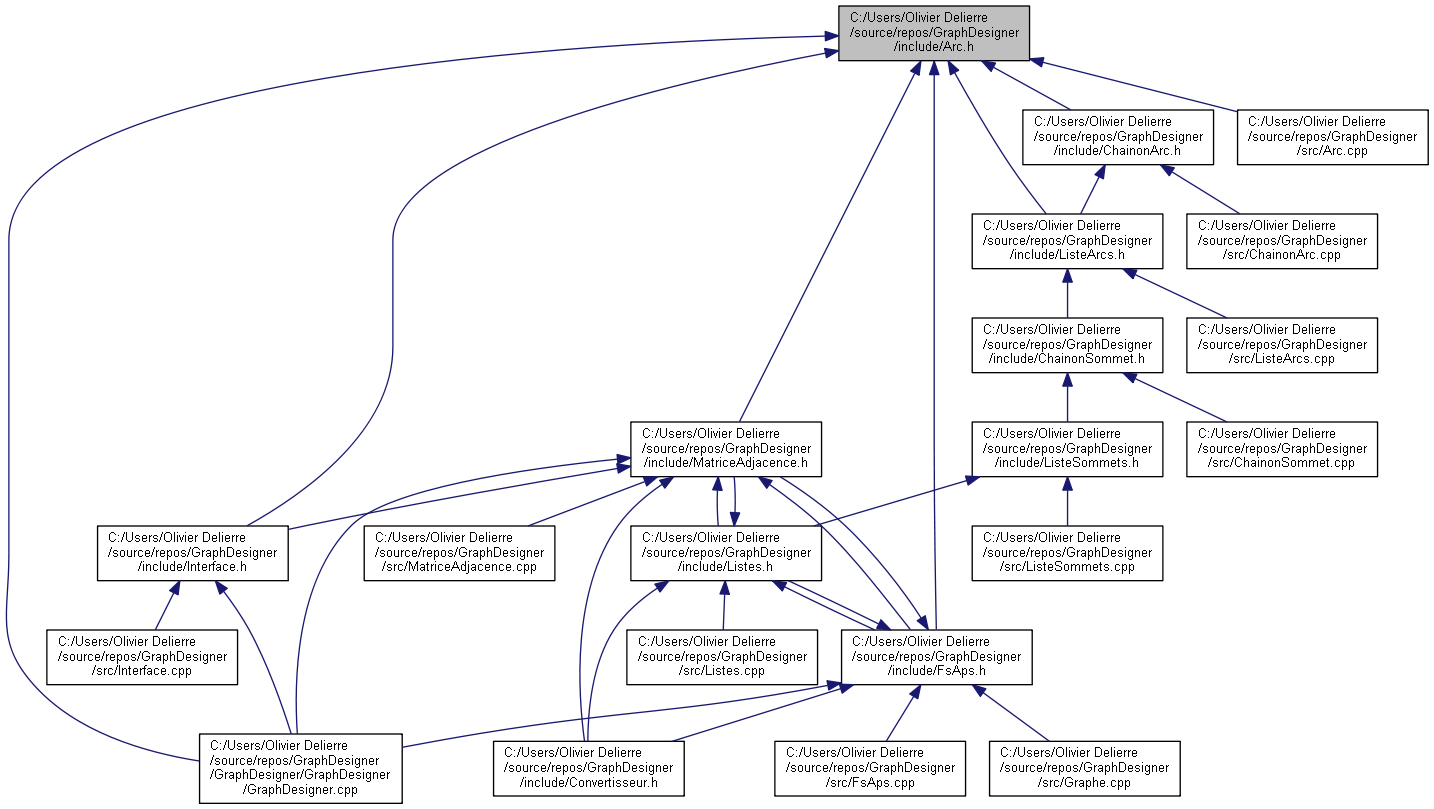 C:/Users/Olivier Delierre
/source/repos/GraphDesigner
/include/Arc.h
C:/Users/Olivier Delierre
/source/repos/GraphDesigner
/include/ChainonArc.h
C:/Users/Olivier Delierre
/source/repos/GraphDesigner
/src/Arc.cpp
C:/Users/Olivier Delierre
/source/repos/GraphDesigner
/include/ListeArcs.h
C:/Users/Olivier Delierre
/source/repos/GraphDesigner
/src/ChainonArc.cpp
C:/Users/Olivier Delierre
/source/repos/GraphDesigner
/include/ChainonSommet.h
C:/Users/Olivier Delierre
/source/repos/GraphDesigner
/src/ListeArcs.cpp
C:/Users/Olivier Delierre
/source/repos/GraphDesigner
/include/MatriceAdjacence.h
C:/Users/Olivier Delierre
/source/repos/GraphDesigner
/include/ListeSommets.h
C:/Users/Olivier Delierre
/source/repos/GraphDesigner
/src/ChainonSommet.cpp
C:/Users/Olivier Delierre
/source/repos/GraphDesigner
/include/Interface.h
C:/Users/Olivier Delierre
/source/repos/GraphDesigner
/src/MatriceAdjacence.cpp
C:/Users/Olivier Delierre
/source/repos/GraphDesigner
/include/Listes.h
C:/Users/Olivier Delierre
/source/repos/GraphDesigner
/src/ListeSommets.cpp
C:/Users/Olivier Delierre
/source/repos/GraphDesigner
/src/Interface.cpp
C:/Users/Olivier Delierre
/source/repos/GraphDesigner
/src/Listes.cpp
C:/Users/Olivier Delierre
/source/repos/GraphDesigner
/include/FsAps.h
C:/Users/Olivier Delierre
/source/repos/GraphDesigner
/GraphDesigner/GraphDesigner
/GraphDesigner.cpp
C:/Users/Olivier Delierre
/source/repos/GraphDesigner
/include/Convertisseur.h
C:/Users/Olivier Delierre
/source/repos/GraphDesigner
/src/FsAps.cpp
C:/Users/Olivier Delierre
/source/repos/GraphDesigner
/src/Graphe.cpp